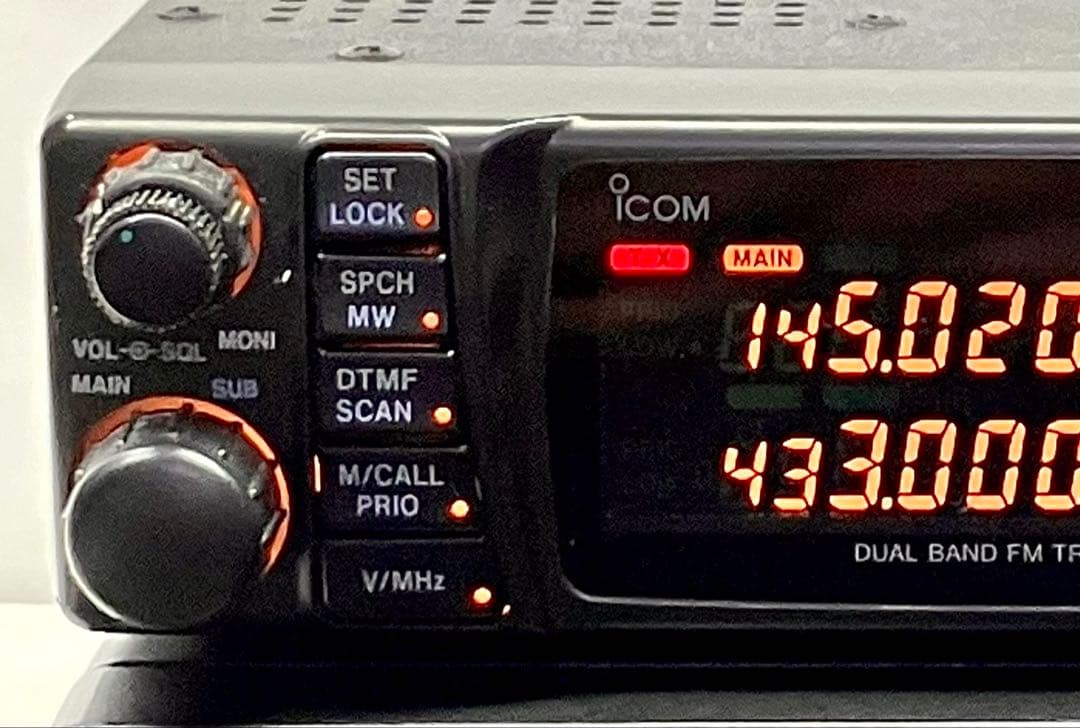 SET
LOCK
SPCH
MW
DTMF
SCAN
M/CALL
PRIO
V/MHz
VOL SQL
MONI
MAIN
SUB
ICOM
TX MAIN
145.020
433.000
DUAL BAND FM TR